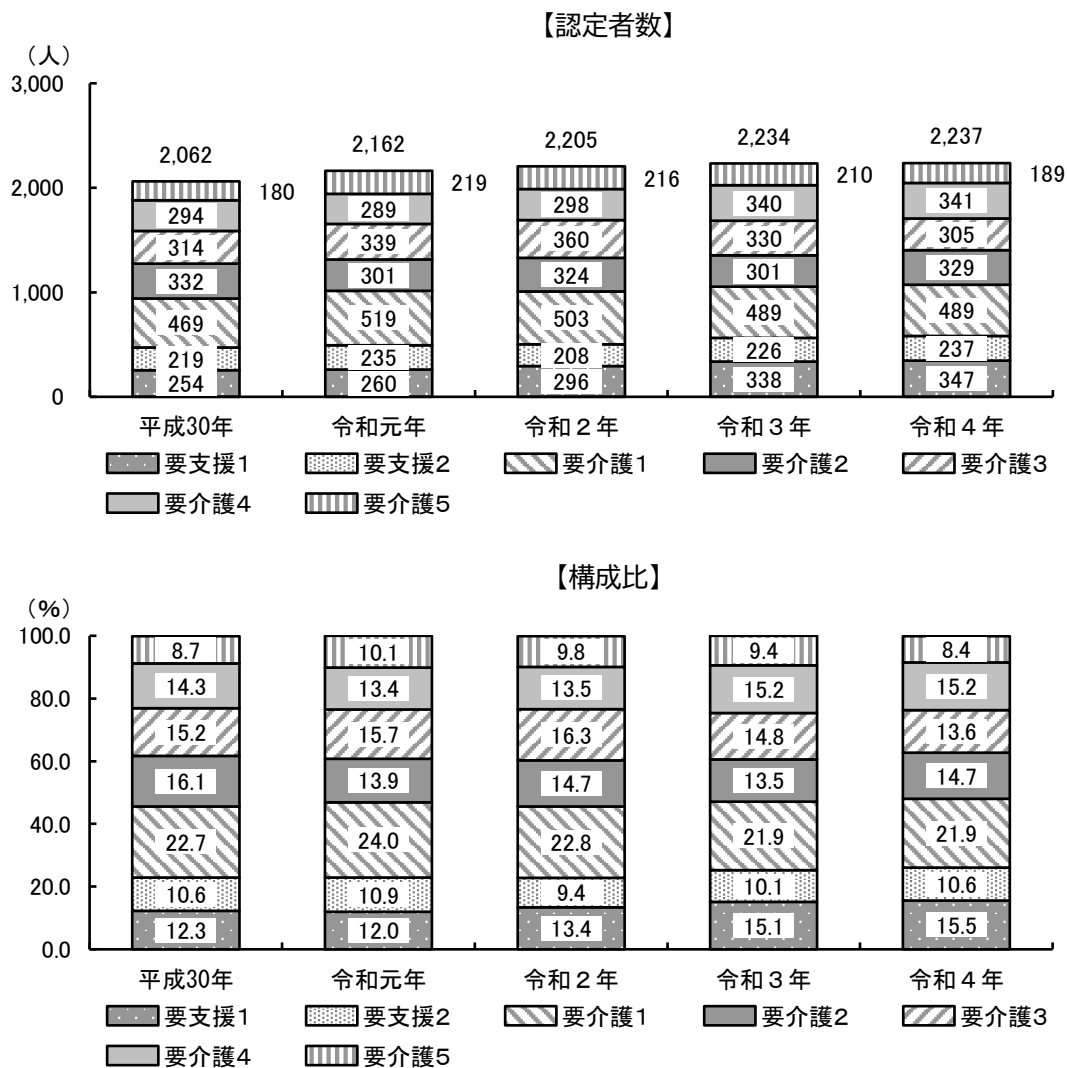 【認定者数】
（人）
3,000
2,062 2,162 2,205 2,234 2,237
2,000
180 219 216 210 189
294 289 298 340 341
314 339 360 330 305
332 301 324 301 329
1,000
469 519 503 489 489
219 235 208 226 237
254 260 296 338 347
0
平成30年 令和元年 令和２年 令和３年 令和４年
要支援1 要支援2 要介護1 要介護2 要介護3
要介護4 要介護5
【構成比】
（%）
100.0
8.7 10.1 9.8 9.4 8.4
14.3 13.4 13.5 15.2 15.2
80.0
15.2 15.7 16.3 14.8 13.6
60.0
16.1 13.9 14.7 13.5 14.7
40.0
22.7 24.0 22.8 21.9 21.9
20.0
10.6 10.9 9.4 10.1 10.6
12.3 12.0 13.4 15.1 15.5
0.0
平成30年 令和元年 令和２年 令和３年 令和４年
要支援1 要支援2 要介護1 要介護2 要介護3
要介護4 要介護5